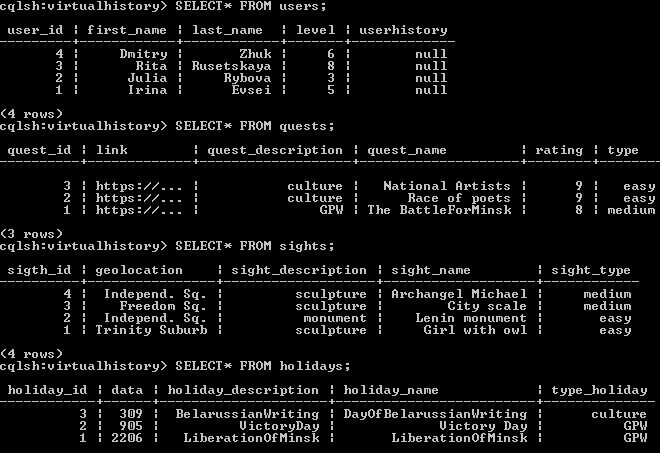 cqlsh:virtualhistory> SELECT* FROM users;
user_id | first_name | last_name | level | userhistory
4 | Dmitry | Zhuk | 6 | null
3 | Rita | Rusetskaya | 8 | null
2 | Julia | Rybova | 3 | null
1 | Irina | Evsei | 5 | null
(4 rows)
cqlsh:virtualhistory> SELECT* FROM quests;
quest_id | link | quest_description | quest_name | rating | type
3 | https://... | culture | National Artists | 9 | easy
2 | https://... | culture | Race of poets | 9 | easy
1 | https://... | GPW | The BattleForMinsk | 8 | medium
(3 rows)
cqlsh:virtualhistory> SELECT* FROM sights;
sigth_id | geolocation | sight_description | sight_name | sight_type
4 | Independ. Sq. | sculpture | Archangel Michael | medium
3 | Freedom Sq. | sculpture | City scale | medium
2 | Independ. Sq. | monument | Lenin monument | easy
1 | Trinity Suburb | sculpture | Girl with owl | easy
(4 rows)
cqlsh:virtualhistory> SELECT* FROM holidays;
holiday_id | data | holiday_description | holiday_name | type_holiday
3 | 309 | BelarussianWriting | DayOfBelarussianWriting | culture
2 | 905 | VictoryDay | Victory Day | GPW
1 | 2206 | LiberationOfMinsk | LiberationOfMinsk | GPW